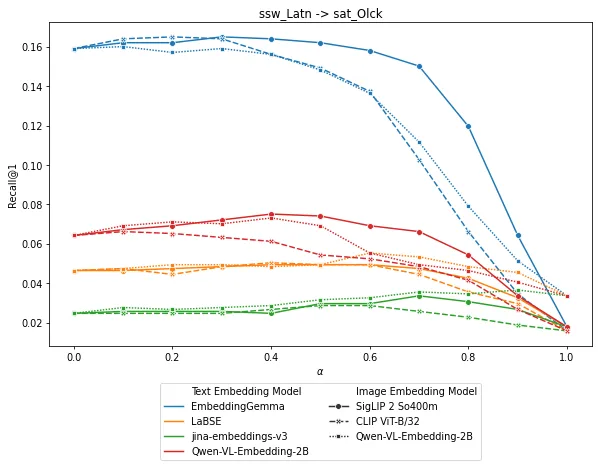 ssw_Latn -> sat_Olck
Recall@1
0.16
0.14
0.12
0.10
0.08
0.06
0.04
0.02
0.0 0.2 0.4 0.6 0.8 1.0
α
Text Embedding Model
EmbeddingGemma
LaBSE
jina-embeddings-v3
Qwen-VL-Embedding-2B
Image Embedding Model
SigLIP 2 So400m
CLIP ViT-B/32
Qwen-VL-Embedding-2B